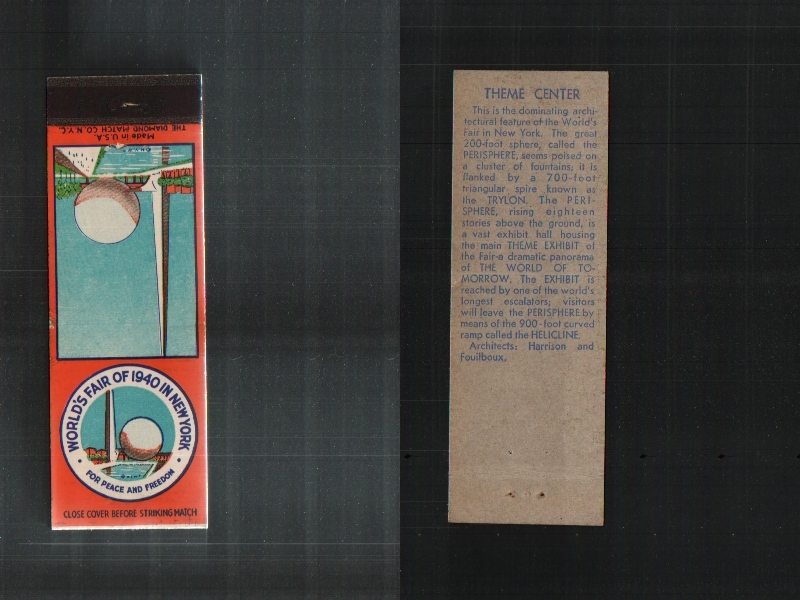 Made in U.S.A.
THE DIAMOND MATCH CO. N.Y.C.
WORLD'S FAIR OF 1940 IN NEW YORK
• FOR PEACE AND FREEDOM •
CLOSE COVER BEFORE STRIKING MATCH
THEME CENTER
This is the dominating archi-
tectural feature of the World's
Fair in New York. The great
200-foot sphere, called the
PERISPHERE, seems poised on
a cluster of fountains; it is
flanked by a 700-foot
triangular spire known as
the TRYLON. The PERI-
SPHERE, rising eighteen
stories above the ground, is
a vast exhibit hall housing
the main THEME EXHIBIT of
the Fair-a dramatic panorama
of THE WORLD OF TO-
MORROW. The EXHIBIT is
reached by one of the world's
longest escalators; visitors
will leave the PERISPHERE by
means of the 900-foot curved
ramp called the HELICLINE.
Architects: Harrison and
Fouilboux.